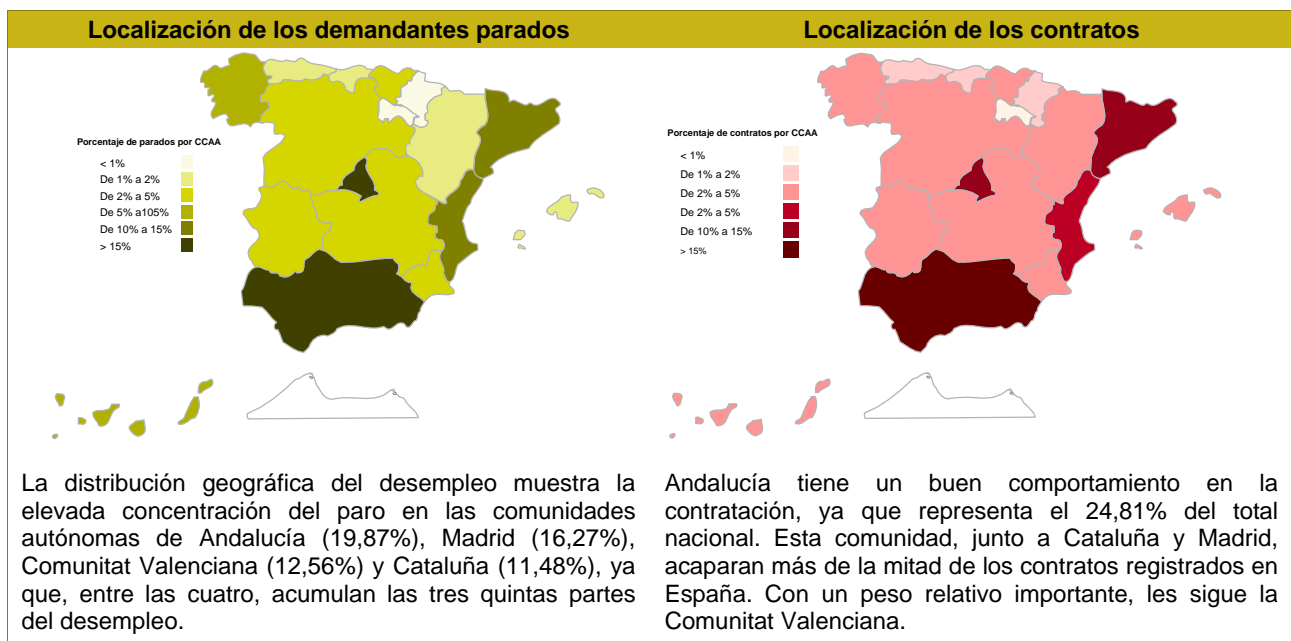 Localización de los demandantes parados
Porcentaje de parados por CCAA
< 1%
De 1% a 2%
De 2% a 5%
De 5% a105%
De 10% a 15%
> 15%
La distribución geográfica del desempleo muestra la
elevada concentración del paro en las comunidades
autónomas de Andalucía (19,87%), Madrid (16,27%),
Comunitat Valenciana (12,56%) y Cataluña (11,48%), ya
que, entre las cuatro, acumulan las tres quintas partes
del desempleo.
Localización de los contratos
Porcentaje de contratos por CCAA
< 1%
De 1% a 2%
De 2% a 5%
De 2% a 5%
De 10% a 15%
> 15%
Andalucía tiene un buen comportamiento en la
contratación, ya que representa el 24,81% del total
nacional. Esta comunidad, junto a Cataluña y Madrid,
acaparan más de la mitad de los contratos registrados en
España. Con un peso relativo importante, les sigue la
Comunitat Valenciana.